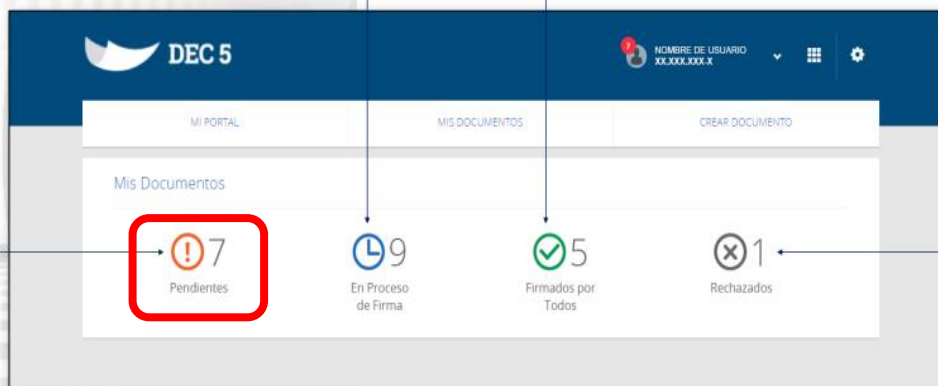 DEC 5
7
NOMBRE DE USUARIO
XX.XXX.XXX-X
MI PORTAL
MIS DOCUMENTOS
CREAR DOCUMENTO
Mis Documentos
7
Pendientes
9
En Proceso
de Firma
5
Firmados por
Todos
1
Rechazados